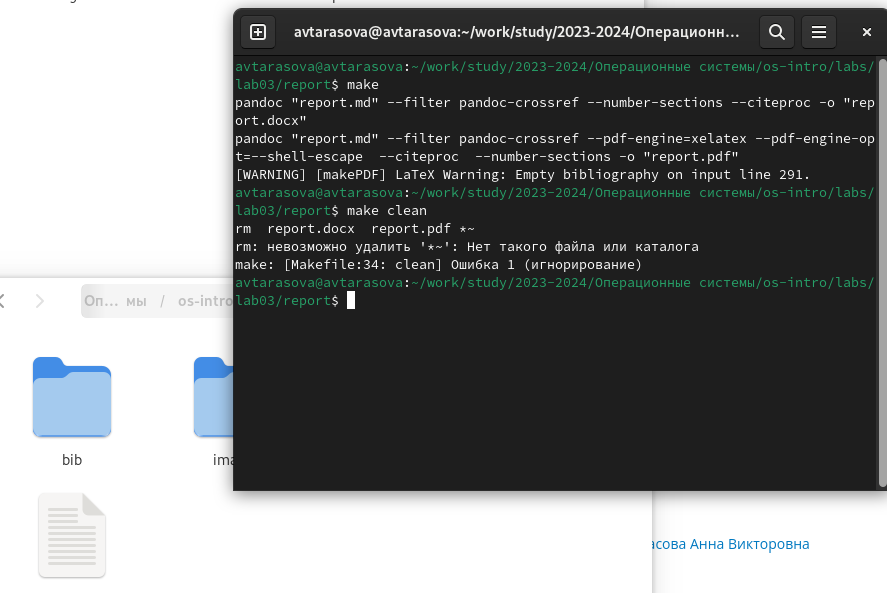 avtarasova@avtarasova:~/work/study/2023-2024/Операционн...
avtarasova@avtarasova:~/work/study/2023-2024/Операционные системы/os-intro/labs/
lab03/report$ make
pandoc "report.md" --filter pandoc-crossref --number-sections --citeproc -o "rep
ort.docx"
pandoc "report.md" --filter pandoc-crossref --pdf-engine=xelatex --pdf-engine-op
t=--shell-escape  --citeproc  --number-sections -o "report.pdf"
[WARNING] [makePDF] LaTeX Warning: Empty bibliography on input line 291.
avtarasova@avtarasova:~/work/study/2023-2024/Операционные системы/os-intro/labs/
lab03/report$ make clean
rm  report.docx  report.pdf *~
rm: невозможно удалить '*~': Нет такого файла или каталога
make: [Makefile:34: clean] Ошибка 1 (игнорирование)
avtarasova@avtarasova:~/work/study/2023-2024/Операционные системы/os-intro/labs/
lab03/report$
Оп... мы / os-intro
bib
ima
асова Анна Викторовна